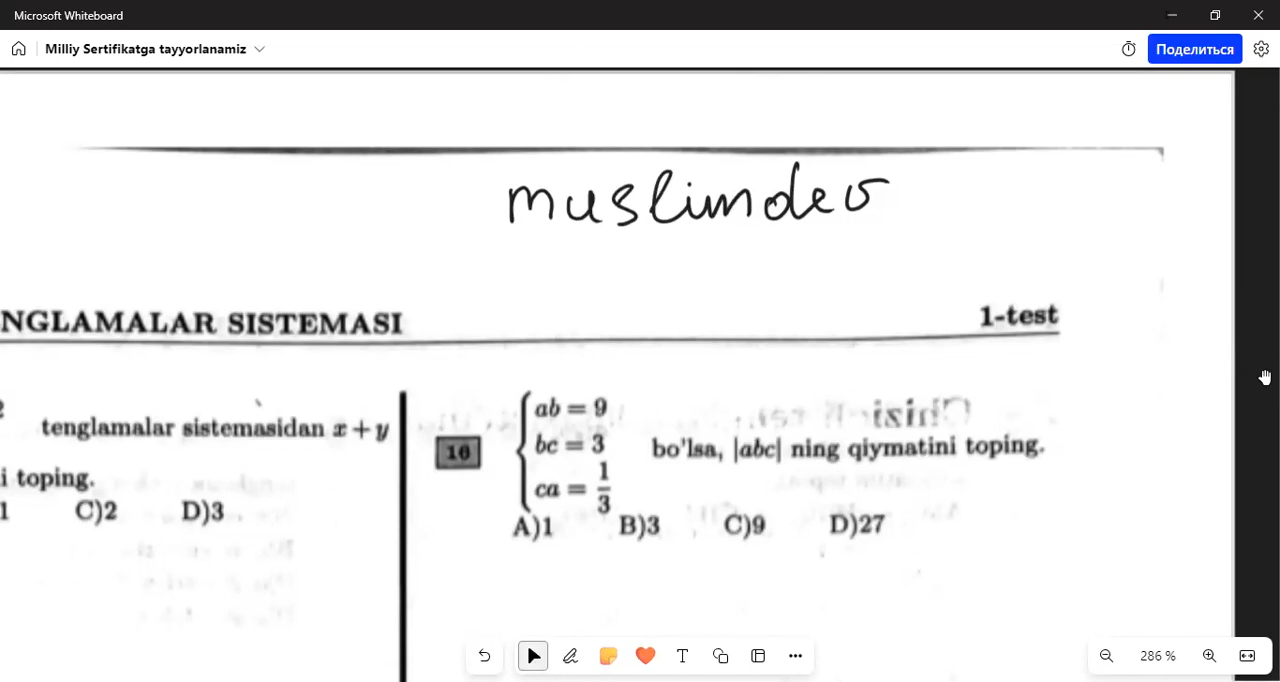 Microsoft Whiteboard
Milliy Sertifikatga tayyorlanamiz
Поделиться
muslimdev
NGLAMALAR SISTEMASI
1-test
tenglamalar sistemasidan x+y
i toping.
1 C)2 D)3
16
ab = 9
bc = 3
ca = 1/3
bo'lsa, |abc| ning qiymatini toping.
A)1 B)3 C)9 D)27
286 %